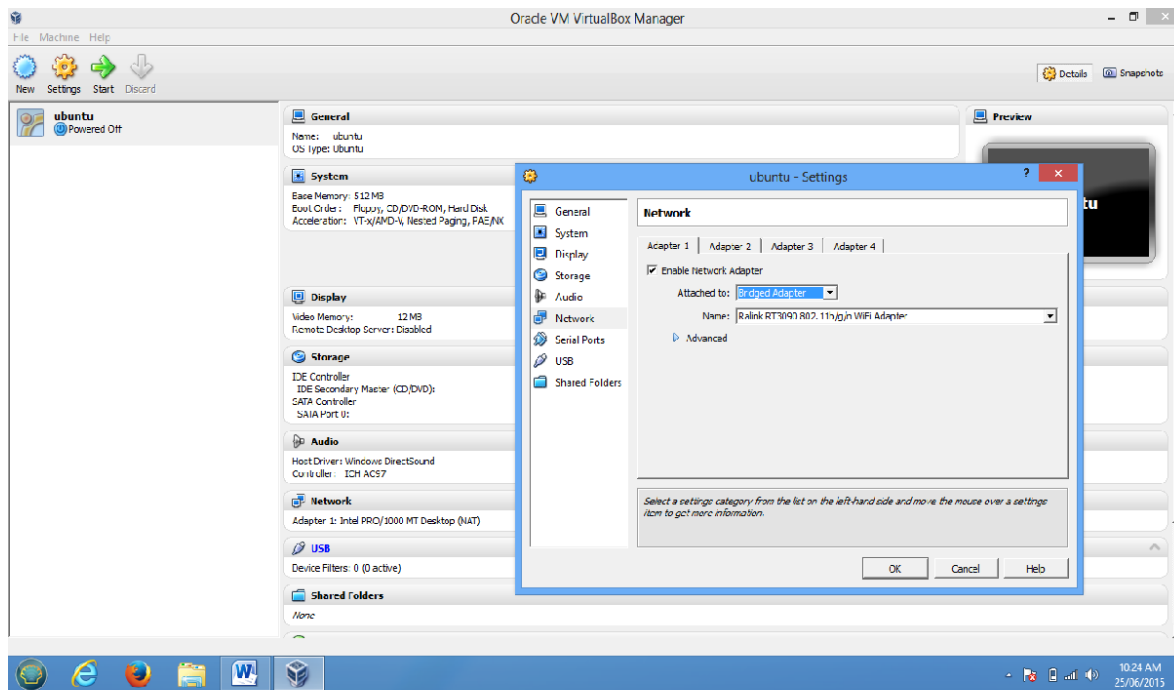 Oracle VM VirtualBox Manager
File Machine Help
New Settings Start Discard
Details Snapshots
ubuntu
Powered Off
General
Name: ubuntu
OS Type: Ubuntu
Preview
tu
System
Base Memory: 512 MB
Boot Order: Floppy, CD/DVD-ROM, Hard Disk
Acceleration: VT-x/AMD-V, Nested Paging, PAE/NX
Display
Video Memory: 12 MB
Remote Desktop Server: Disabled
Storage
IDE Controller
IDE Secondary Master (CD/DVD):
SATA Controller
SATA Port 0:
Audio
Host Driver: Windows DirectSound
Controller: ICH AC97
Network
Adapter 1: Intel PRO/1000 MT Desktop (NAT)
USB
Device Filters: 0 (0 active)
Shared Folders
None
ubuntu - Settings
?
General
System
Display
Storage
Audio
Network
Serial Ports
USB
Shared Folders
Network
Adapter 1 Adapter 2 Adapter 3 Adapter 4
Enable Network Adapter
Attached to: Bridged Adapter
Name: Ralink RT3090 802.11b/g/n WiFi Adapter
Advanced
Select a settings category from the list on the left-hand side and move the mouse over a settings
item to get more information.
OK Cancel Help
10:24 AM
25/06/2015